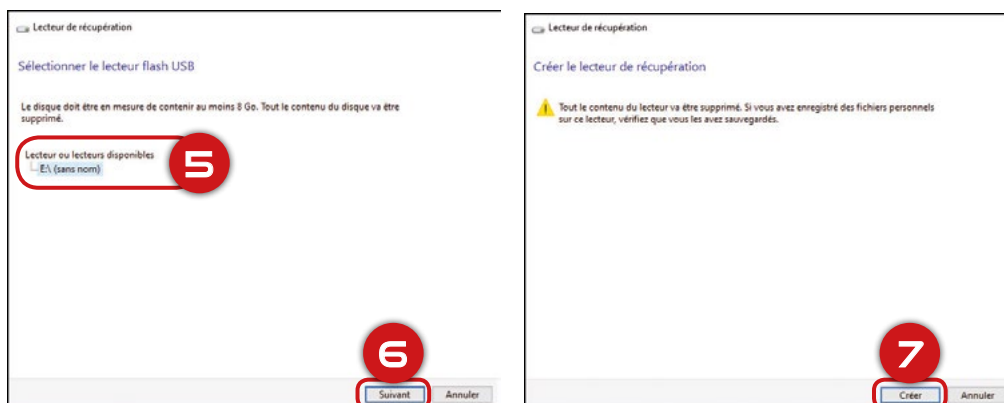 Lecteur de récupération
Sélectionner le lecteur flash USB
Le disque doit être en mesure de contenir au moins 8 Go. Tout le contenu du disque va être
supprimé.
Lecteur ou lecteurs disponibles
E:\ (sans nom)
5
6
Suivant
Annuler
Lecteur de récupération
Créer le lecteur de récupération
Tout le contenu du lecteur va être supprimé. Si vous avez enregistré des fichiers personnels
sur ce lecteur, vérifiez que vous les avez sauvegardés.
7
Créer
Annuler